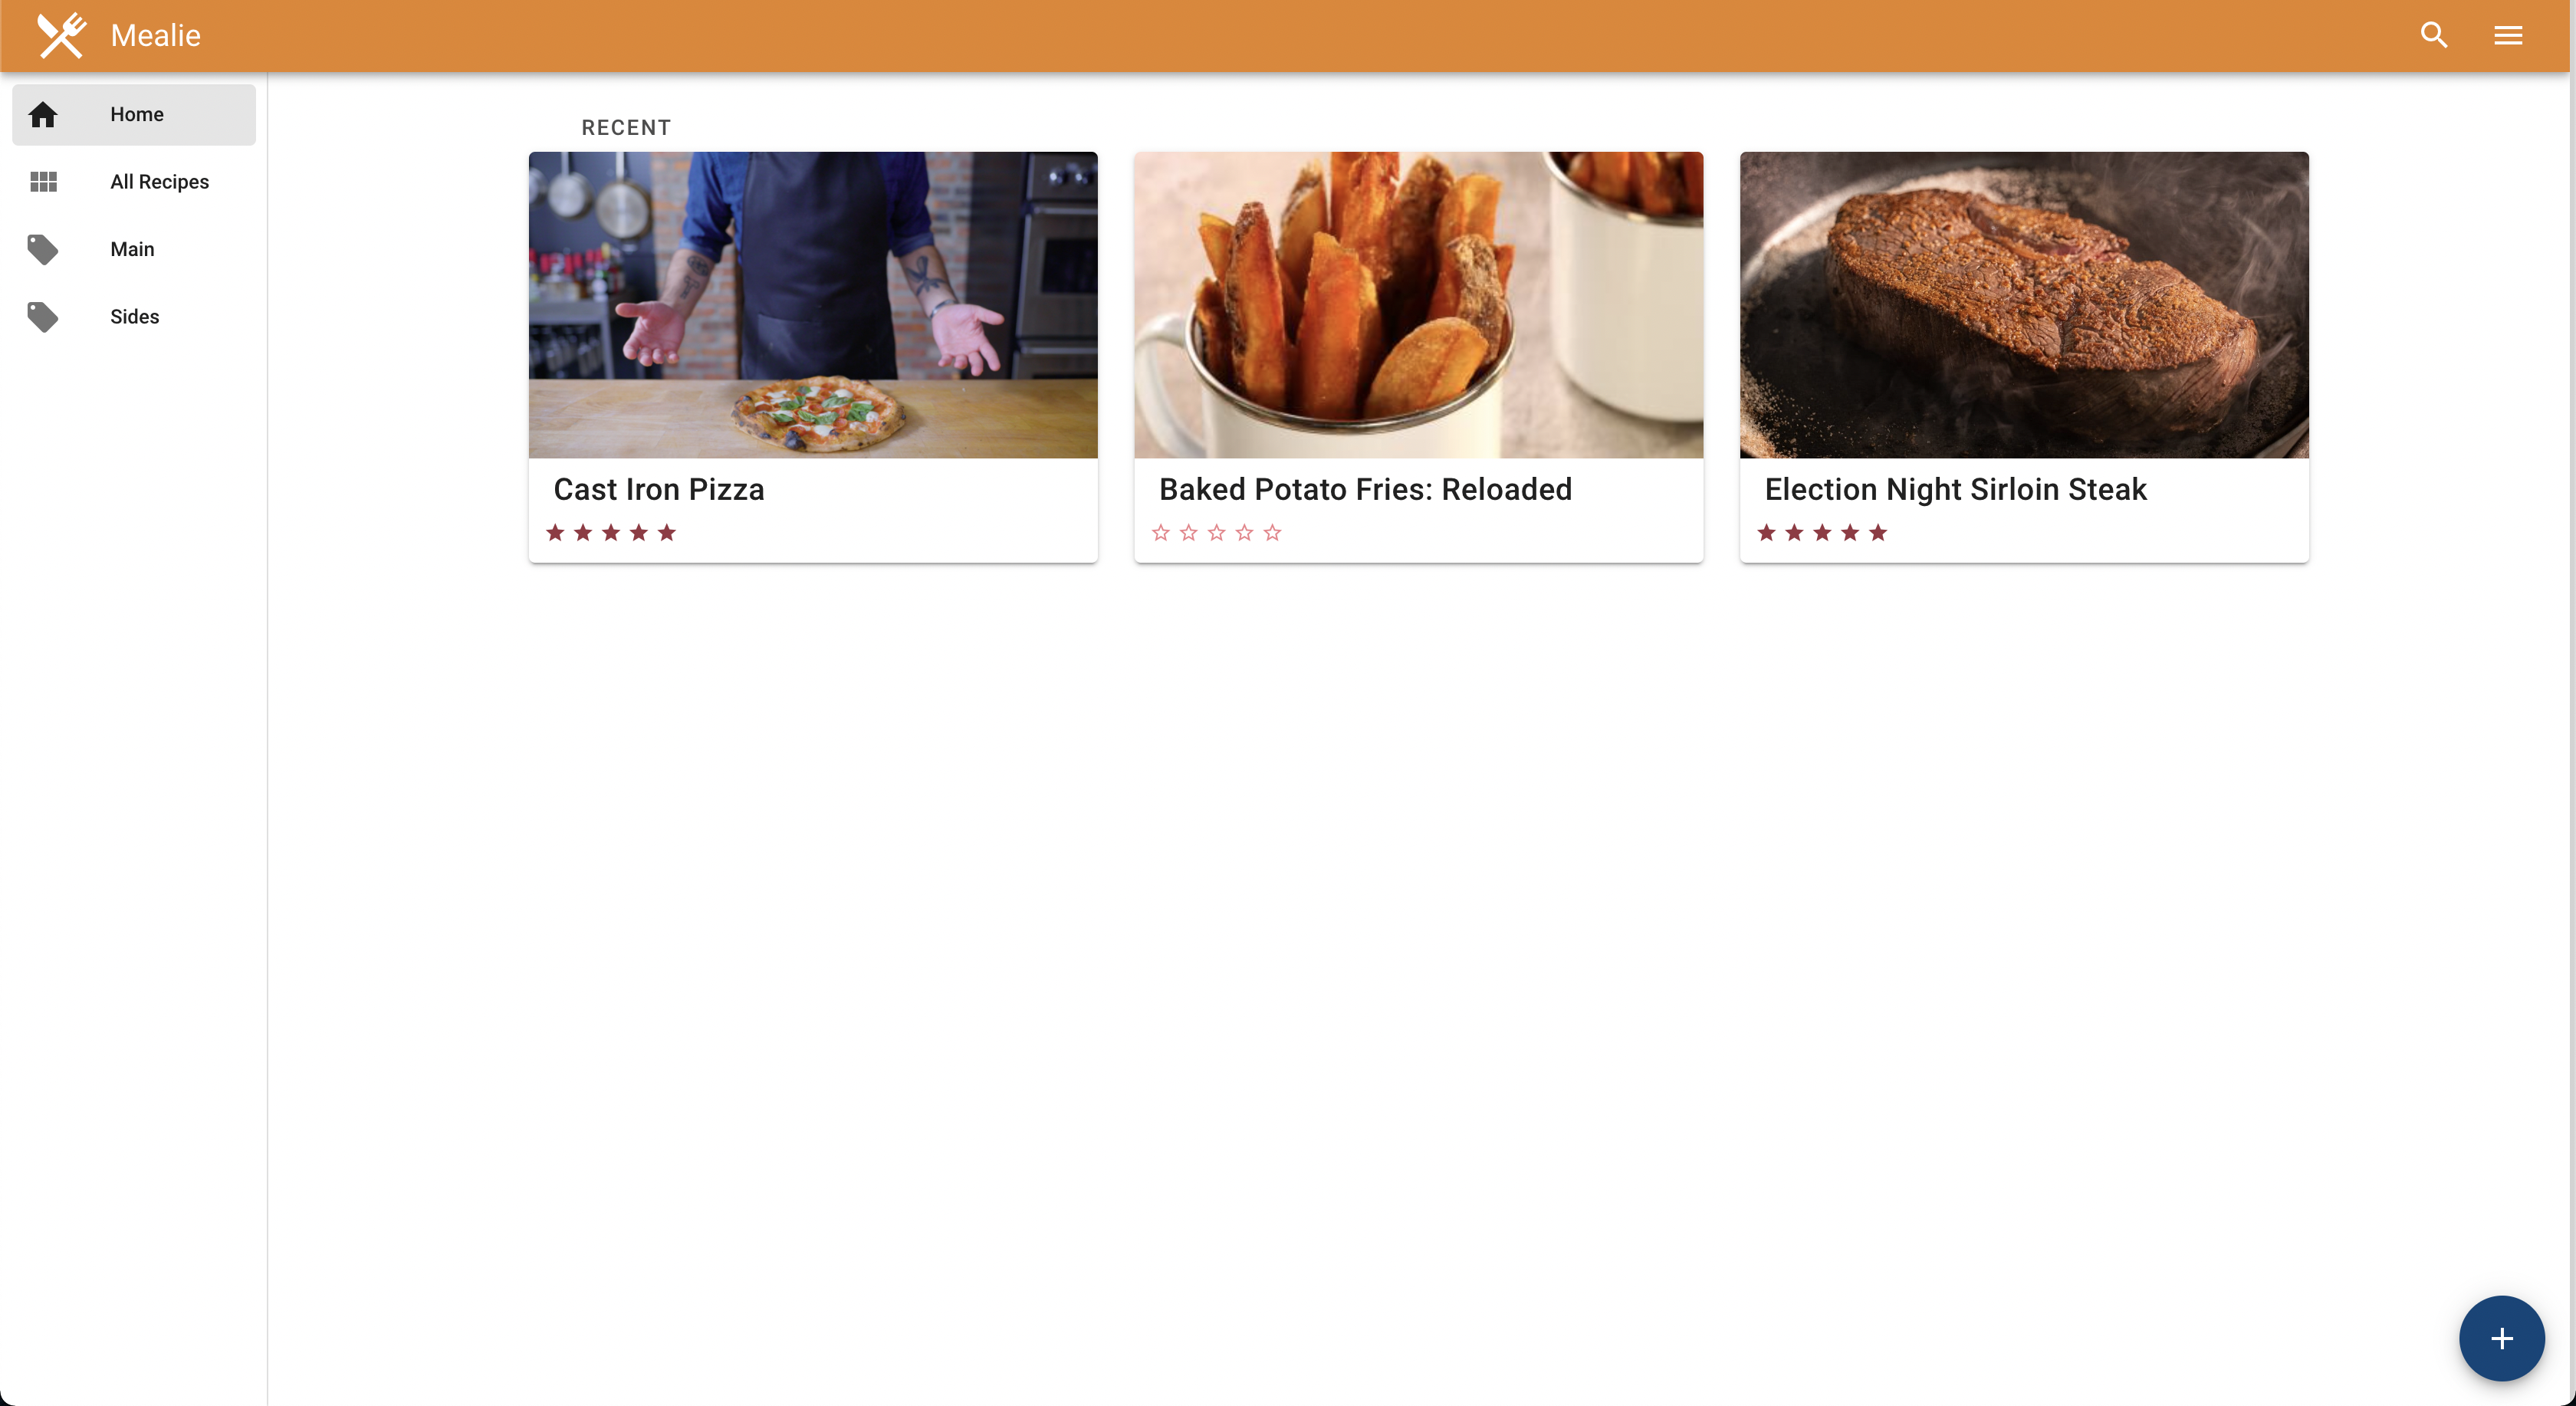 Mealie
Home
All Recipes
Main
Sides
RECENT
Cast Iron Pizza
Baked Potato Fries: Reloaded
Election Night Sirloin Steak